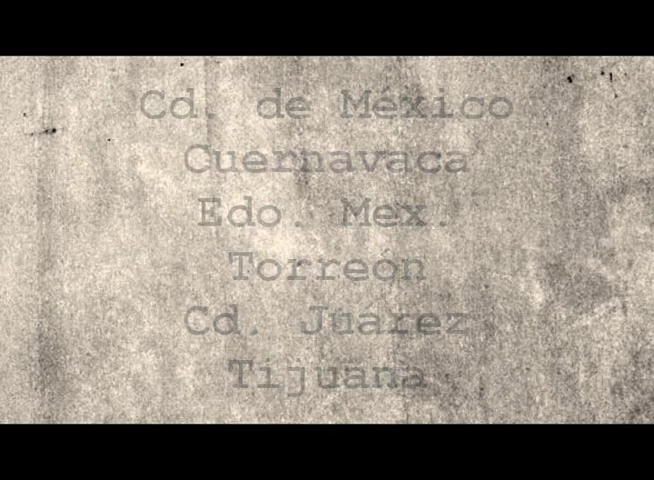 Cd. de México
Cuernavaca
Edo. Mex.
Torreón
Cd. Juárez
Tijuana